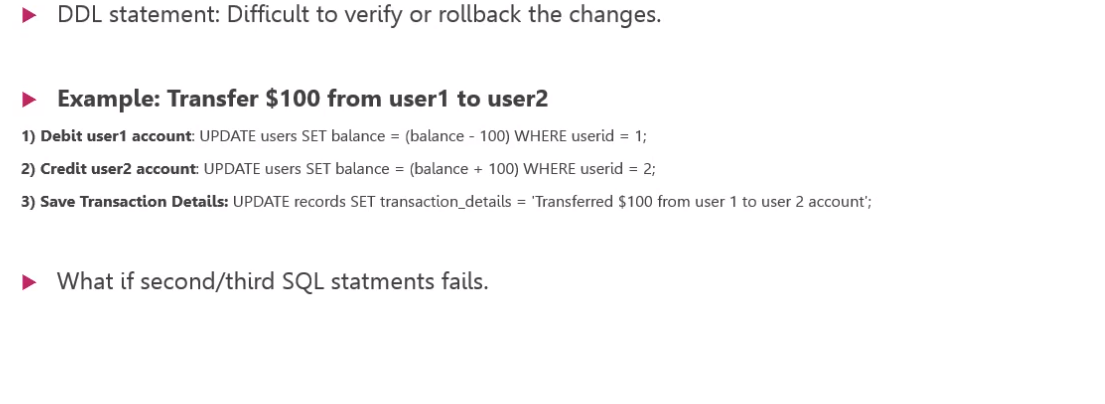 DDL statement: Difficult to verify or rollback the changes.
Example: Transfer $100 from user1 to user2
1) Debit user1 account: UPDATE users SET balance = (balance - 100) WHERE userid = 1;
2) Credit user2 account: UPDATE users SET balance = (balance + 100) WHERE userid = 2;
3) Save Transaction Details: UPDATE records SET transaction_details = 'Transferred $100 from user 1 to user 2 account';
What if second/third SQL statments fails.